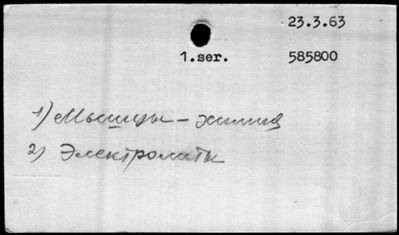 23.3.63
1.ser. 585800
1) Мышцы - химия
2) Электролиты